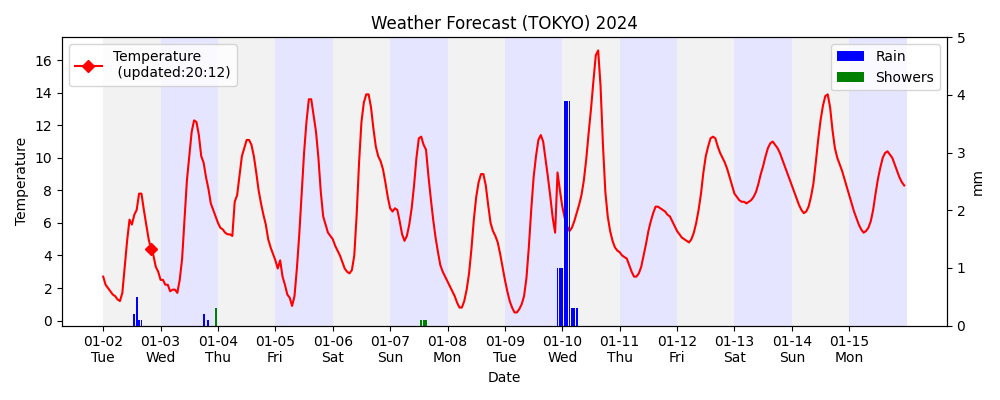 Weather Forecast (TOKYO) 2024
Temperature
(updated:20:12)
Rain
Showers
Temperature
16
14
12
10
8
6
4
2
0
5
4
3
2
1
0
mm
01-02 01-03 01-04 01-05 01-06 01-07 01-08 01-09 01-10 01-11 01-12 01-13 01-14 01-15
Tue Wed Thu Fri Sat Sun Mon Tue Wed Thu Fri Sat Sun Mon
Date